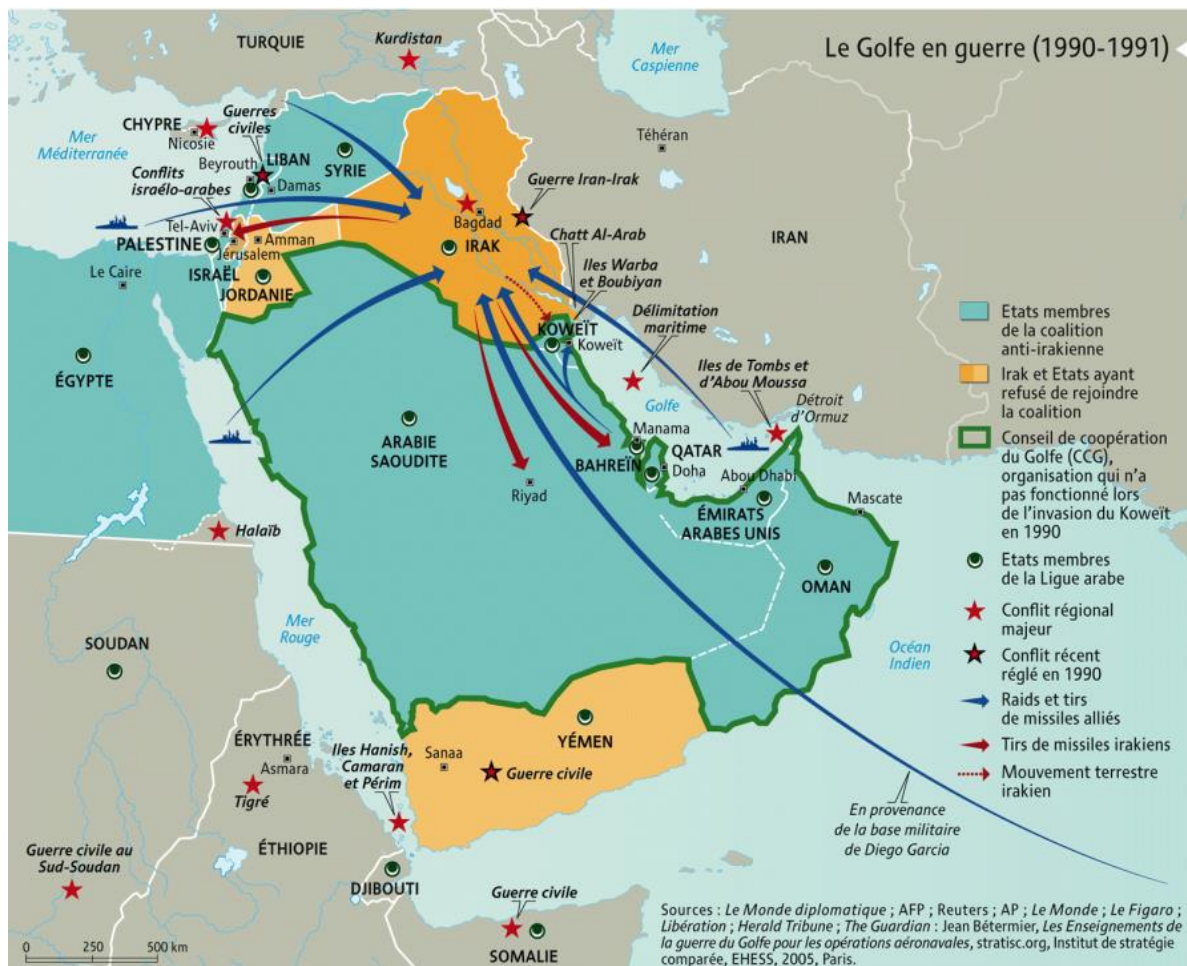 Le Golfe en guerre (1990-1991)
TURQUIE
Kurdistan
Mer
Caspienne
Guerres
civiles
CHYPRE
Nicosie
Mer
Méditerranée
Beyrouth
LIBAN
SYRIE
Téhéran
Conflits
israélo-arabes
Damas
Guerre Iran-Irak
Bagdad
Tel-Aviv
Amman
PALESTINE
Jérusalem
IRAK
Chatt Al-Arab
IRAN
Le Caire
ISRAËL
JORDANIE
Iles Warba
et Boubiyan
Délimitation
maritime
KOWEÏT
Koweït
ÉGYPTE
Iles de Tombs et
d'Abou Moussa
Détroit
d'Ormuz
Golfe
ARABIE
SAOUDITE
Manama
BAHREÏN
QATAR
Doha
Abou Dhabi
Riyad
Mascate
ÉMIRATS
ARABES UNIS
Halaïb
OMAN
Mer
Rouge
SOUDAN
Océan
Indien
ÉRYTHRÉE
Asmara
Iles Hanish,
Camaran
et Périm
Sanaa
YÉMEN
Guerre civile
Tigré
En provenance
de la base militaire
de Diego Garcia
Guerre civile au
Sud-Soudan
ÉTHIOPIE
DJIBOUTI
Guerre civile
SOMALIE
0 250 500 km
Etats membres
de la coalition
anti-irakienne
Irak et Etats ayant
refusé de rejoindre
la coalition
Conseil de coopération
du Golfe (CCG),
organisation qui n'a
pas fonctionné lors
de l'invasion du Koweït
en 1990
Etats membres
de la Ligue arabe
Conflit régional
majeur
Conflit récent
réglé en 1990
Raids et tirs
de missiles alliés
Tirs de missiles irakiens
Mouvement terrestre
irakien
Sources : Le Monde diplomatique ; AFP ; Reuters ; AP ; Le Monde ; Le Figaro ;
Libération ; Herald Tribune ; The Guardian : Jean Bétermier, Les Enseignements de
la guerre du Golfe pour les opérations aéronavales, stratisc.org, Institut de stratégie
comparée, EHESS, 2005, Paris.